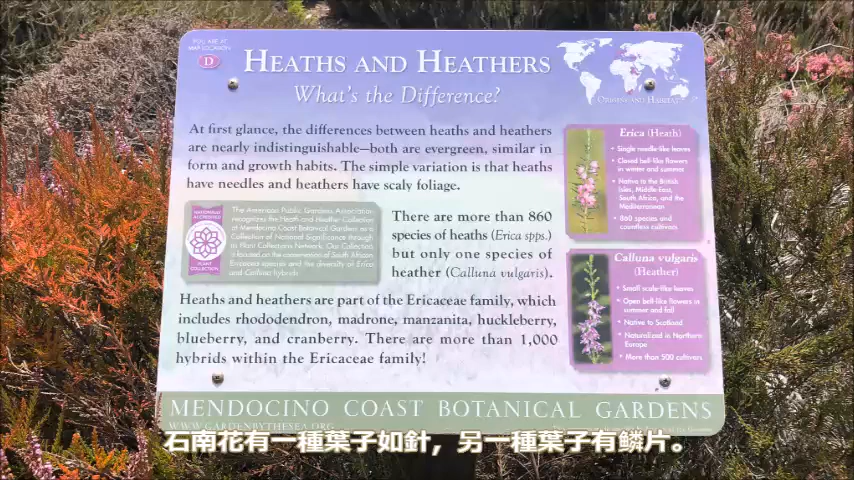 YOU ARE AT
MAP LOCATION
D
HEATHS AND HEATHERS
What's the Difference?
ORIGINS AND HABITAT
At first glance, the differences between heaths and heathers
are nearly indistinguishable—both are evergreen, similar in
form and growth habits. The simple variation is that heaths
have needles and heathers have scaly foliage.
Erica (Heath)
• Single needle-like leaves
• Closed bell-like flowers
in winter and summer
• Native to the British
Isles, Middle-East,
South Africa, and the
Mediterranean
• 860 species and
countless cultivars
PLANT
COLLECTION
The American Public Gardens Association
recognizes the Heath and Heather Collection
of Mendocino Coast Botanical Gardens as a
Collection of National Significance through
its Plant Collections Network. Our Collection
is focused on the conservation of South African
European species and the diversity of Erica
and Calluna hybrids
There are more than 860
species of heaths (Erica spps.)
but only one species of
heather (Calluna vulgaris).
Calluna vulgaris
(Heather)
• Small scale-like leaves
• Open bell-like flowers in
summer and fall
• Native to Scotland
• Naturalized in Northern
Europe
• More than 500 cultivars
Heaths and heathers are part of the Ericaceae family, which
includes rhododendron, madrone, manzanita, huckleberry,
blueberry, and cranberry. There are more than 1,000
hybrids within the Ericaceae family!
MENDOCINO COAST BOTANICAL GARDENS
WWW.GARDENBYTHESEA.ORG
石南花有一種葉子如針，另一種葉子有鱗片。